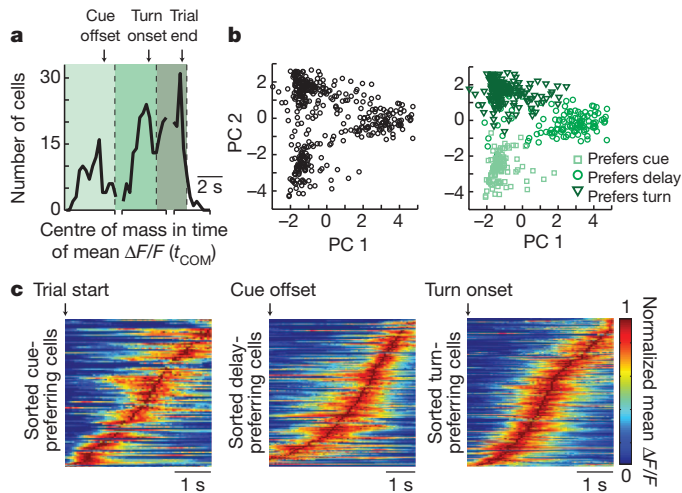 a
Cue offset
Turn onset
Trial end
Number of cells
30
15
0
2 s
Centre of mass in time
of mean ΔF/F (tCOM)
b
PC 2
2
0
−2
−4
−2 0 2 4
PC 1
2
0
−2
−4
−2 0 2 4
PC 1
Prefers cue
Prefers delay
Prefers turn
c
Trial start
Sorted cue-
preferring cells
1 s
Cue offset
Sorted delay-
preferring cells
1 s
Turn onset
Sorted turn-
preferring cells
1 s
1
0
Normalized mean ΔF/F